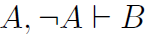 A, ¬A ⊢ B